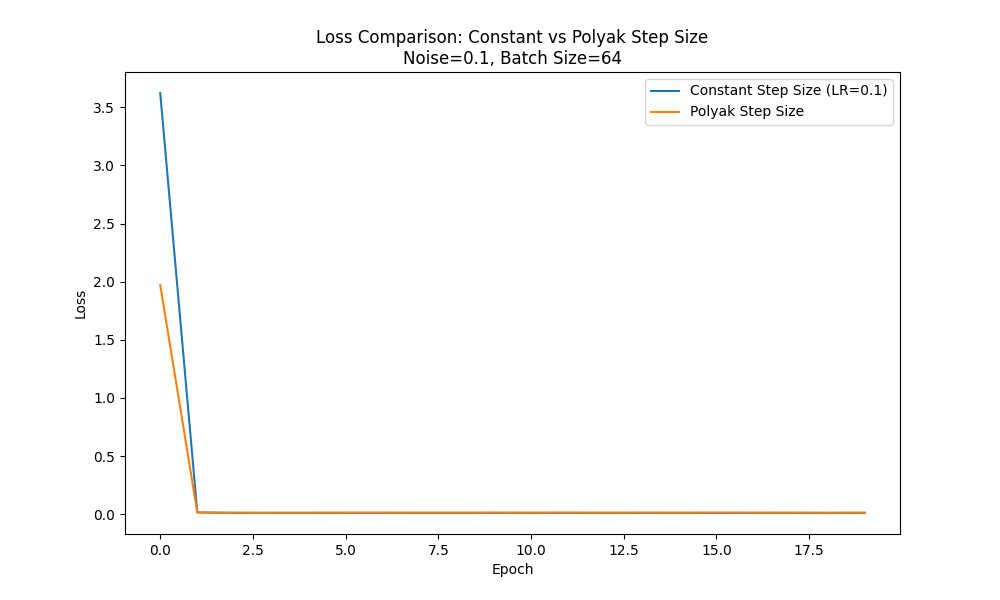 Loss Comparison: Constant vs Polyak Step Size
Noise=0.1, Batch Size=64
Constant Step Size (LR=0.1)
Polyak Step Size
Loss
3.5
3.0
2.5
2.0
1.5
1.0
0.5
0.0
0.0
2.5
5.0
7.5
10.0
12.5
15.0
17.5
Epoch